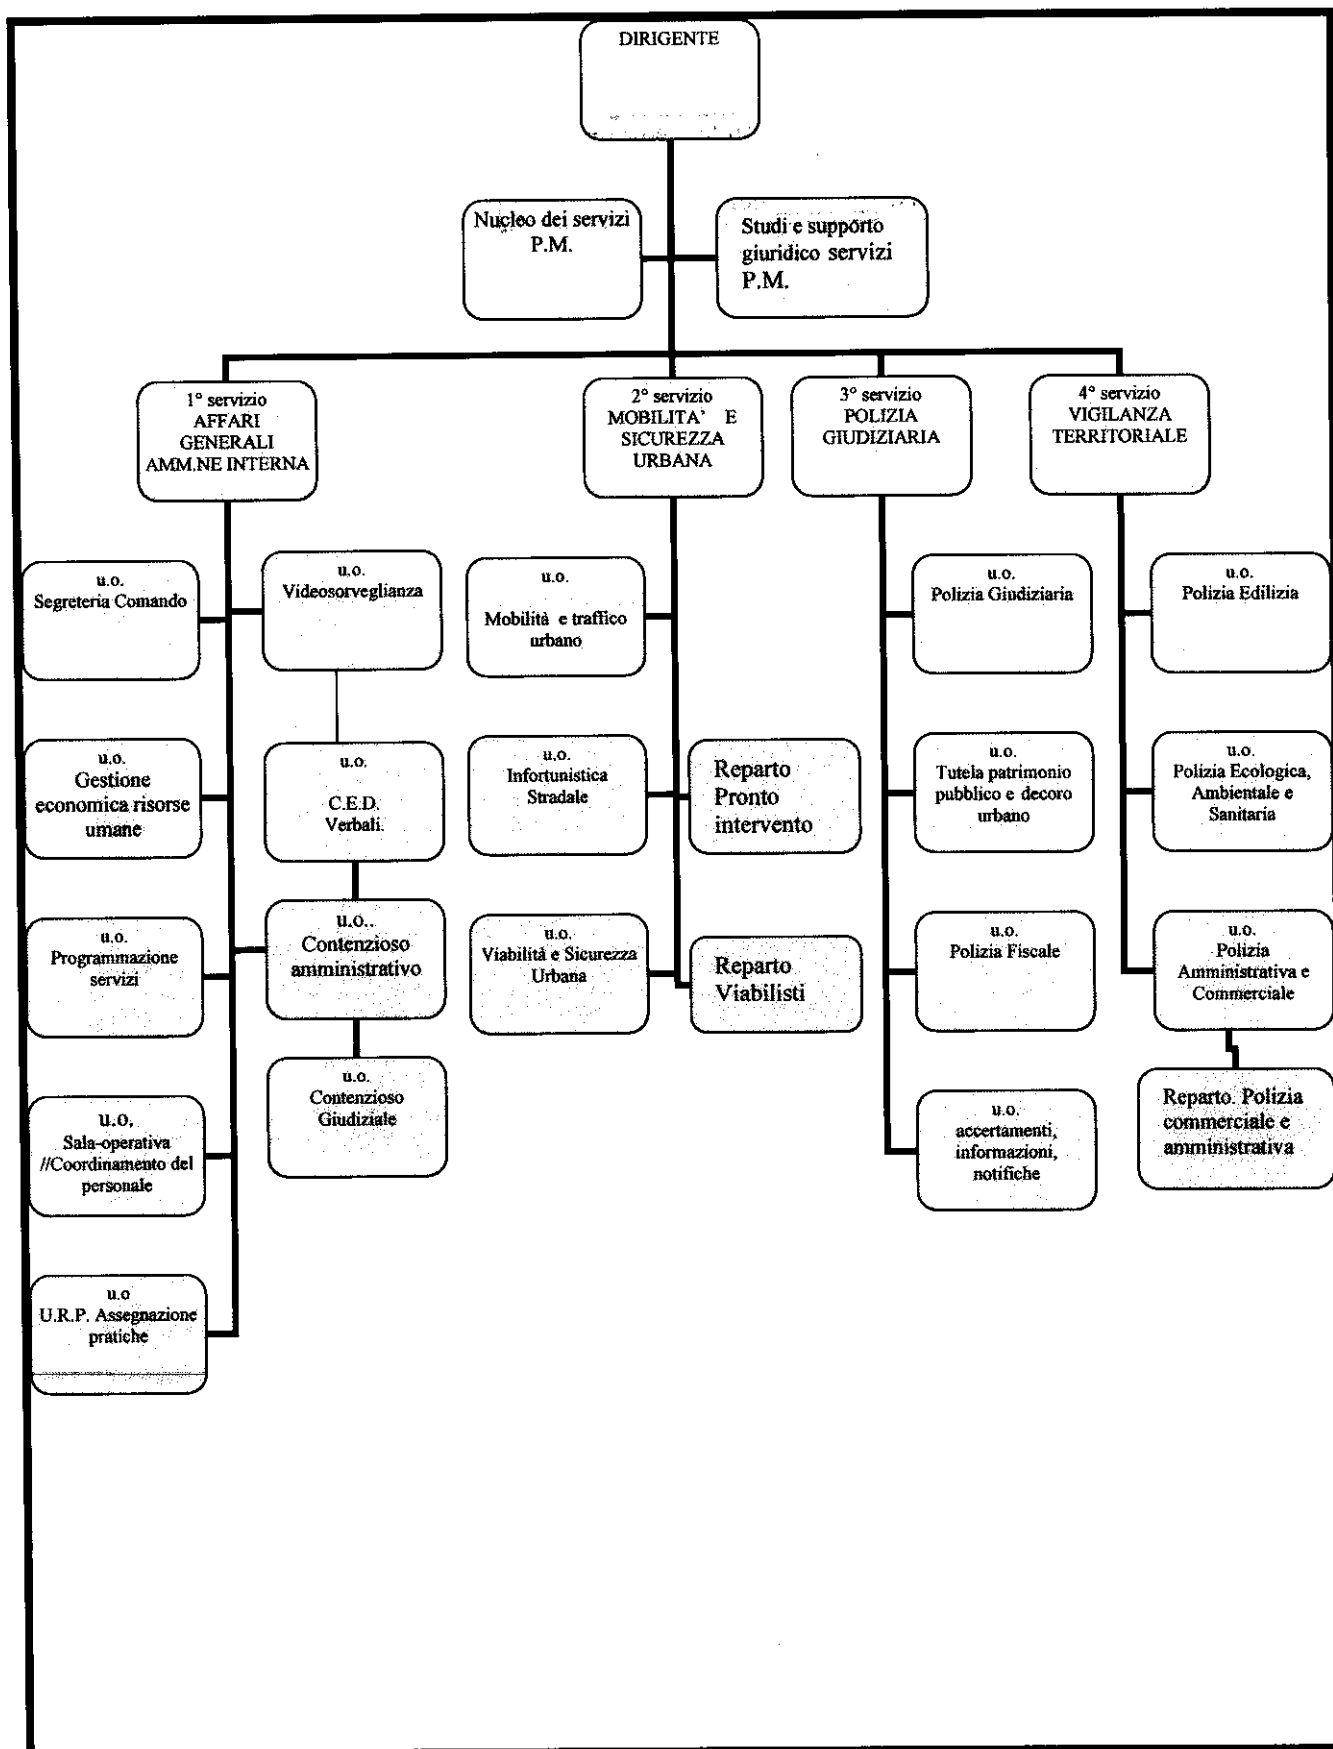 DIRIGENTE
Nucleo dei servizi
P.M.
Studi e supporto
giuridico servizi
P.M.
1° servizio
AFFARI
GENERALI
AMM.NE INTERNA
2° servizio
MOBILITA' E
SICUREZZA
URBANA
3° servizio
POLIZIA
GIUDIZIARIA
4° servizio
VIGILANZA
TERRITORIALE
u.o.
Segreteria Comando
u.o.
Videosorveglianza
u.o.
Mobilità e traffico
urbano
u.o.
Polizia Giudiziaria
u.o.
Polizia Edilizia
u.o.
Gestione
economica risorse
umane
u.o.
C.E.D.
Verbali.
u.o.
Infortunistica
Stradale
Reparto
Pronto
intervento
u.o.
Tutela patrimonio
pubblico e decoro
urbano
u.o.
Polizia Ecologica,
Ambientale e
Sanitaria
u.o.
Programmazione
servizi
u.o..
Contenzioso
amministrativo
u.o.
Viabilità e Sicurezza
Urbana
Reparto
Viabilisti
u.o.
Polizia Fiscale
u.o.
Polizia
Amministrativa e
Commerciale
u.o,
Sala-operativa
//Coordinamento del
personale
u.o.
Contenzioso
Giudiziale
u.o.
accertamenti,
informazioni,
notifiche
Reparto. Polizia
commerciale e
amministrativa
u.o
U.R.P. Assegnazione
pratiche